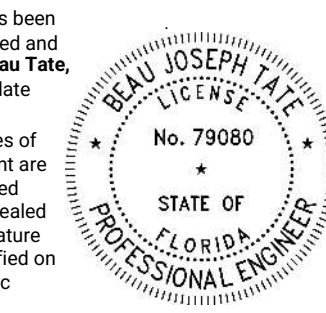 s been
ed and
au Tate,
late
es of
nt are
ed
ealed
ature
fied on
c
BEAU JOSEPH TATE
LICENSE
No. 79080
STATE OF
FLORIDA
PROFESSIONAL ENGINEER